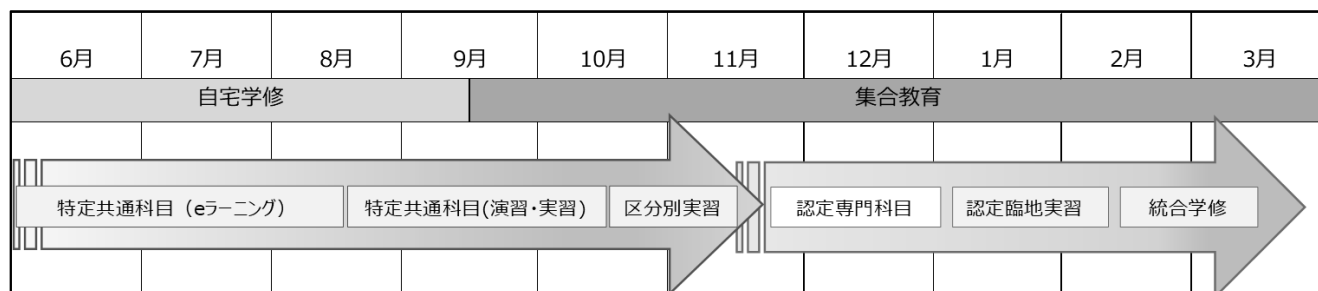 6月 7月 8月 9月 10月 11月 12月 1月 2月 3月
自宅学修 集合教育
特定共通科目（eラーニング） 特定共通科目(演習・実習) 区分別実習 認定専門科目 認定臨地実習 統合学修